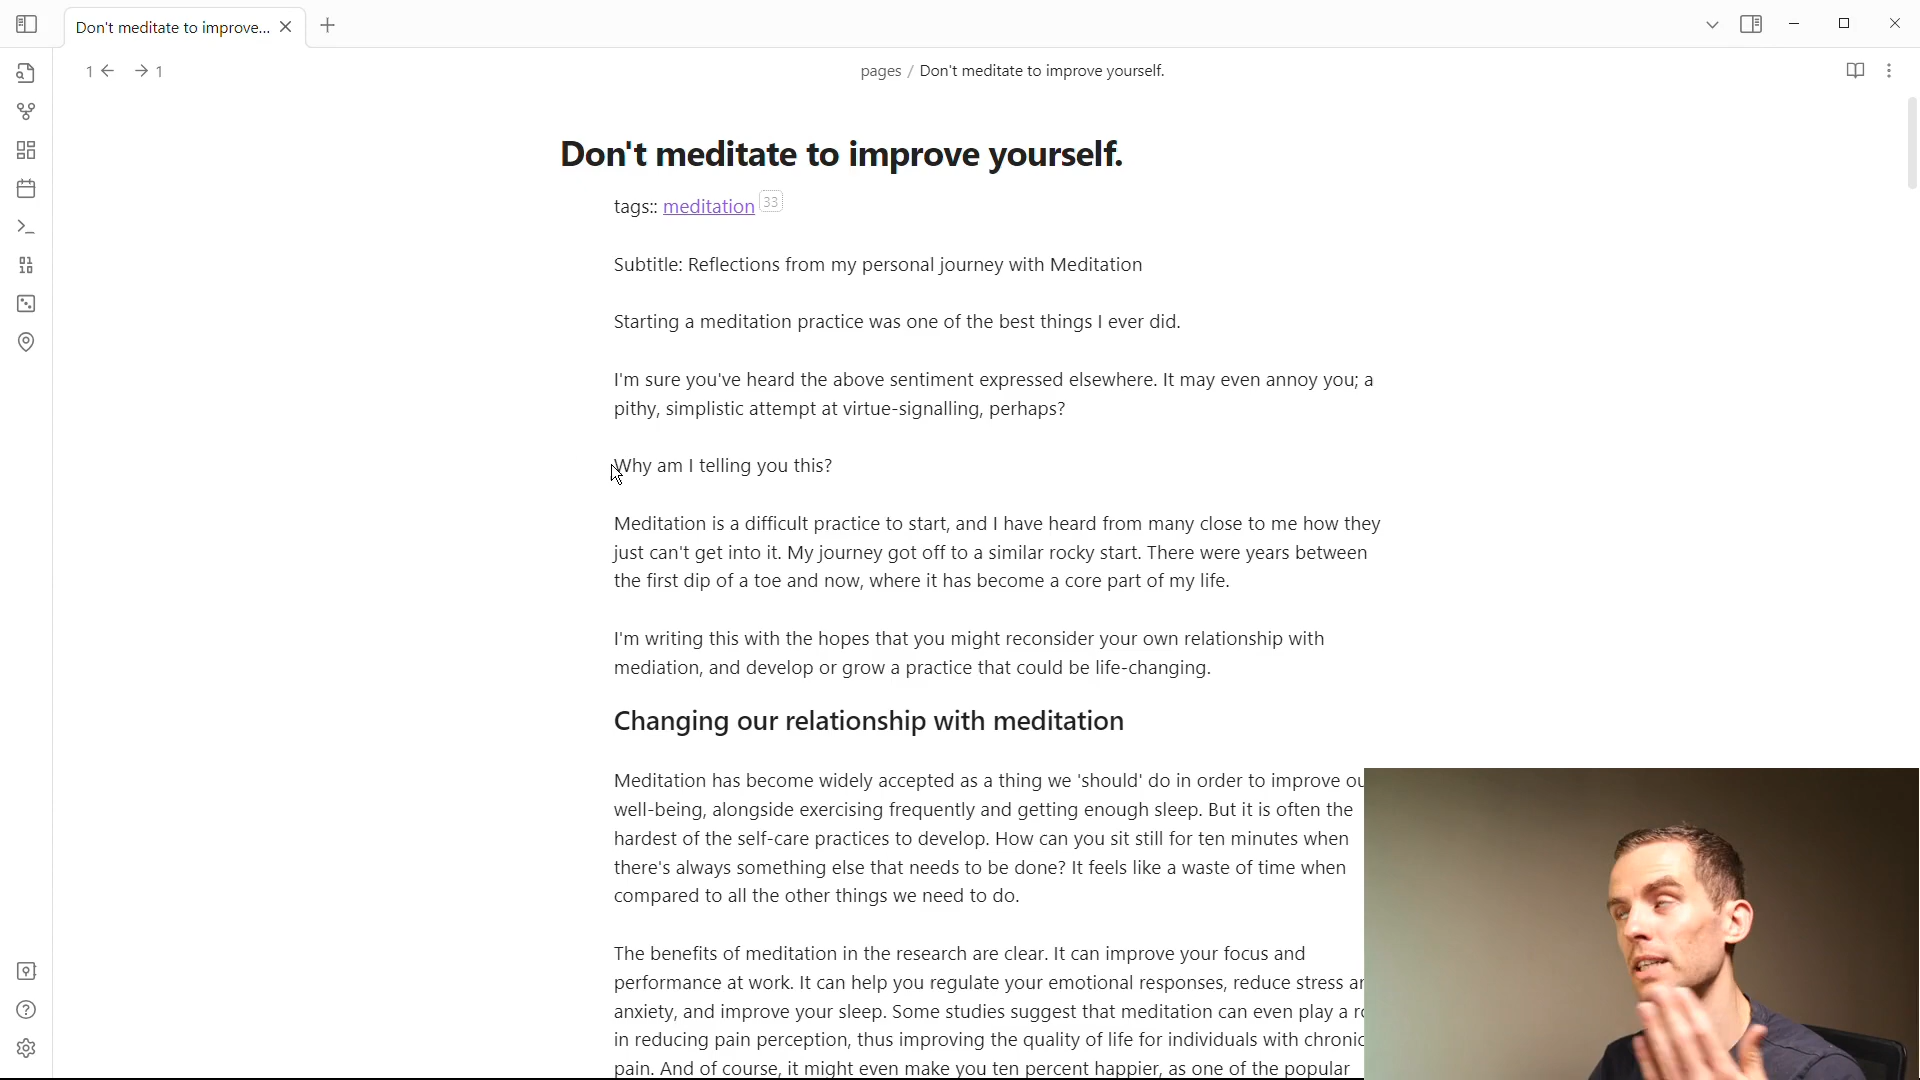 Don't meditate to improve...
1 1
pages / Don't meditate to improve yourself.
Don't meditate to improve yourself.
tags:: meditation 33
Subtitle: Reflections from my personal journey with Meditation
Starting a meditation practice was one of the best things I ever did.
I'm sure you've heard the above sentiment expressed elsewhere. It may even annoy you; a
pithy, simplistic attempt at virtue-signalling, perhaps?
Why am I telling you this?
Meditation is a difficult practice to start, and I have heard from many close to me how they
just can't get into it. My journey got off to a similar rocky start. There were years between
the first dip of a toe and now, where it has become a core part of my life.
I'm writing this with the hopes that you might reconsider your own relationship with
mediation, and develop or grow a practice that could be life-changing.
Changing our relationship with meditation
Meditation has become widely accepted as a thing we 'should' do in order to improve
well-being, alongside exercising frequently and getting enough sleep. But it is often the
hardest of the self-care practices to develop. How can you sit still for ten minutes when
there's always something else that needs to be done? It feels like a waste of time when
compared to all the other things we need to do.
The benefits of meditation in the research are clear. It can improve your focus and
performance at work. It can help you regulate your emotional responses, reduce stress
anxiety, and improve your sleep. Some studies suggest that meditation can even play a
in reducing pain perception, thus improving the quality of life for individuals with chronic
pain. And of course, it might even make you ten percent happier, as one of the popular